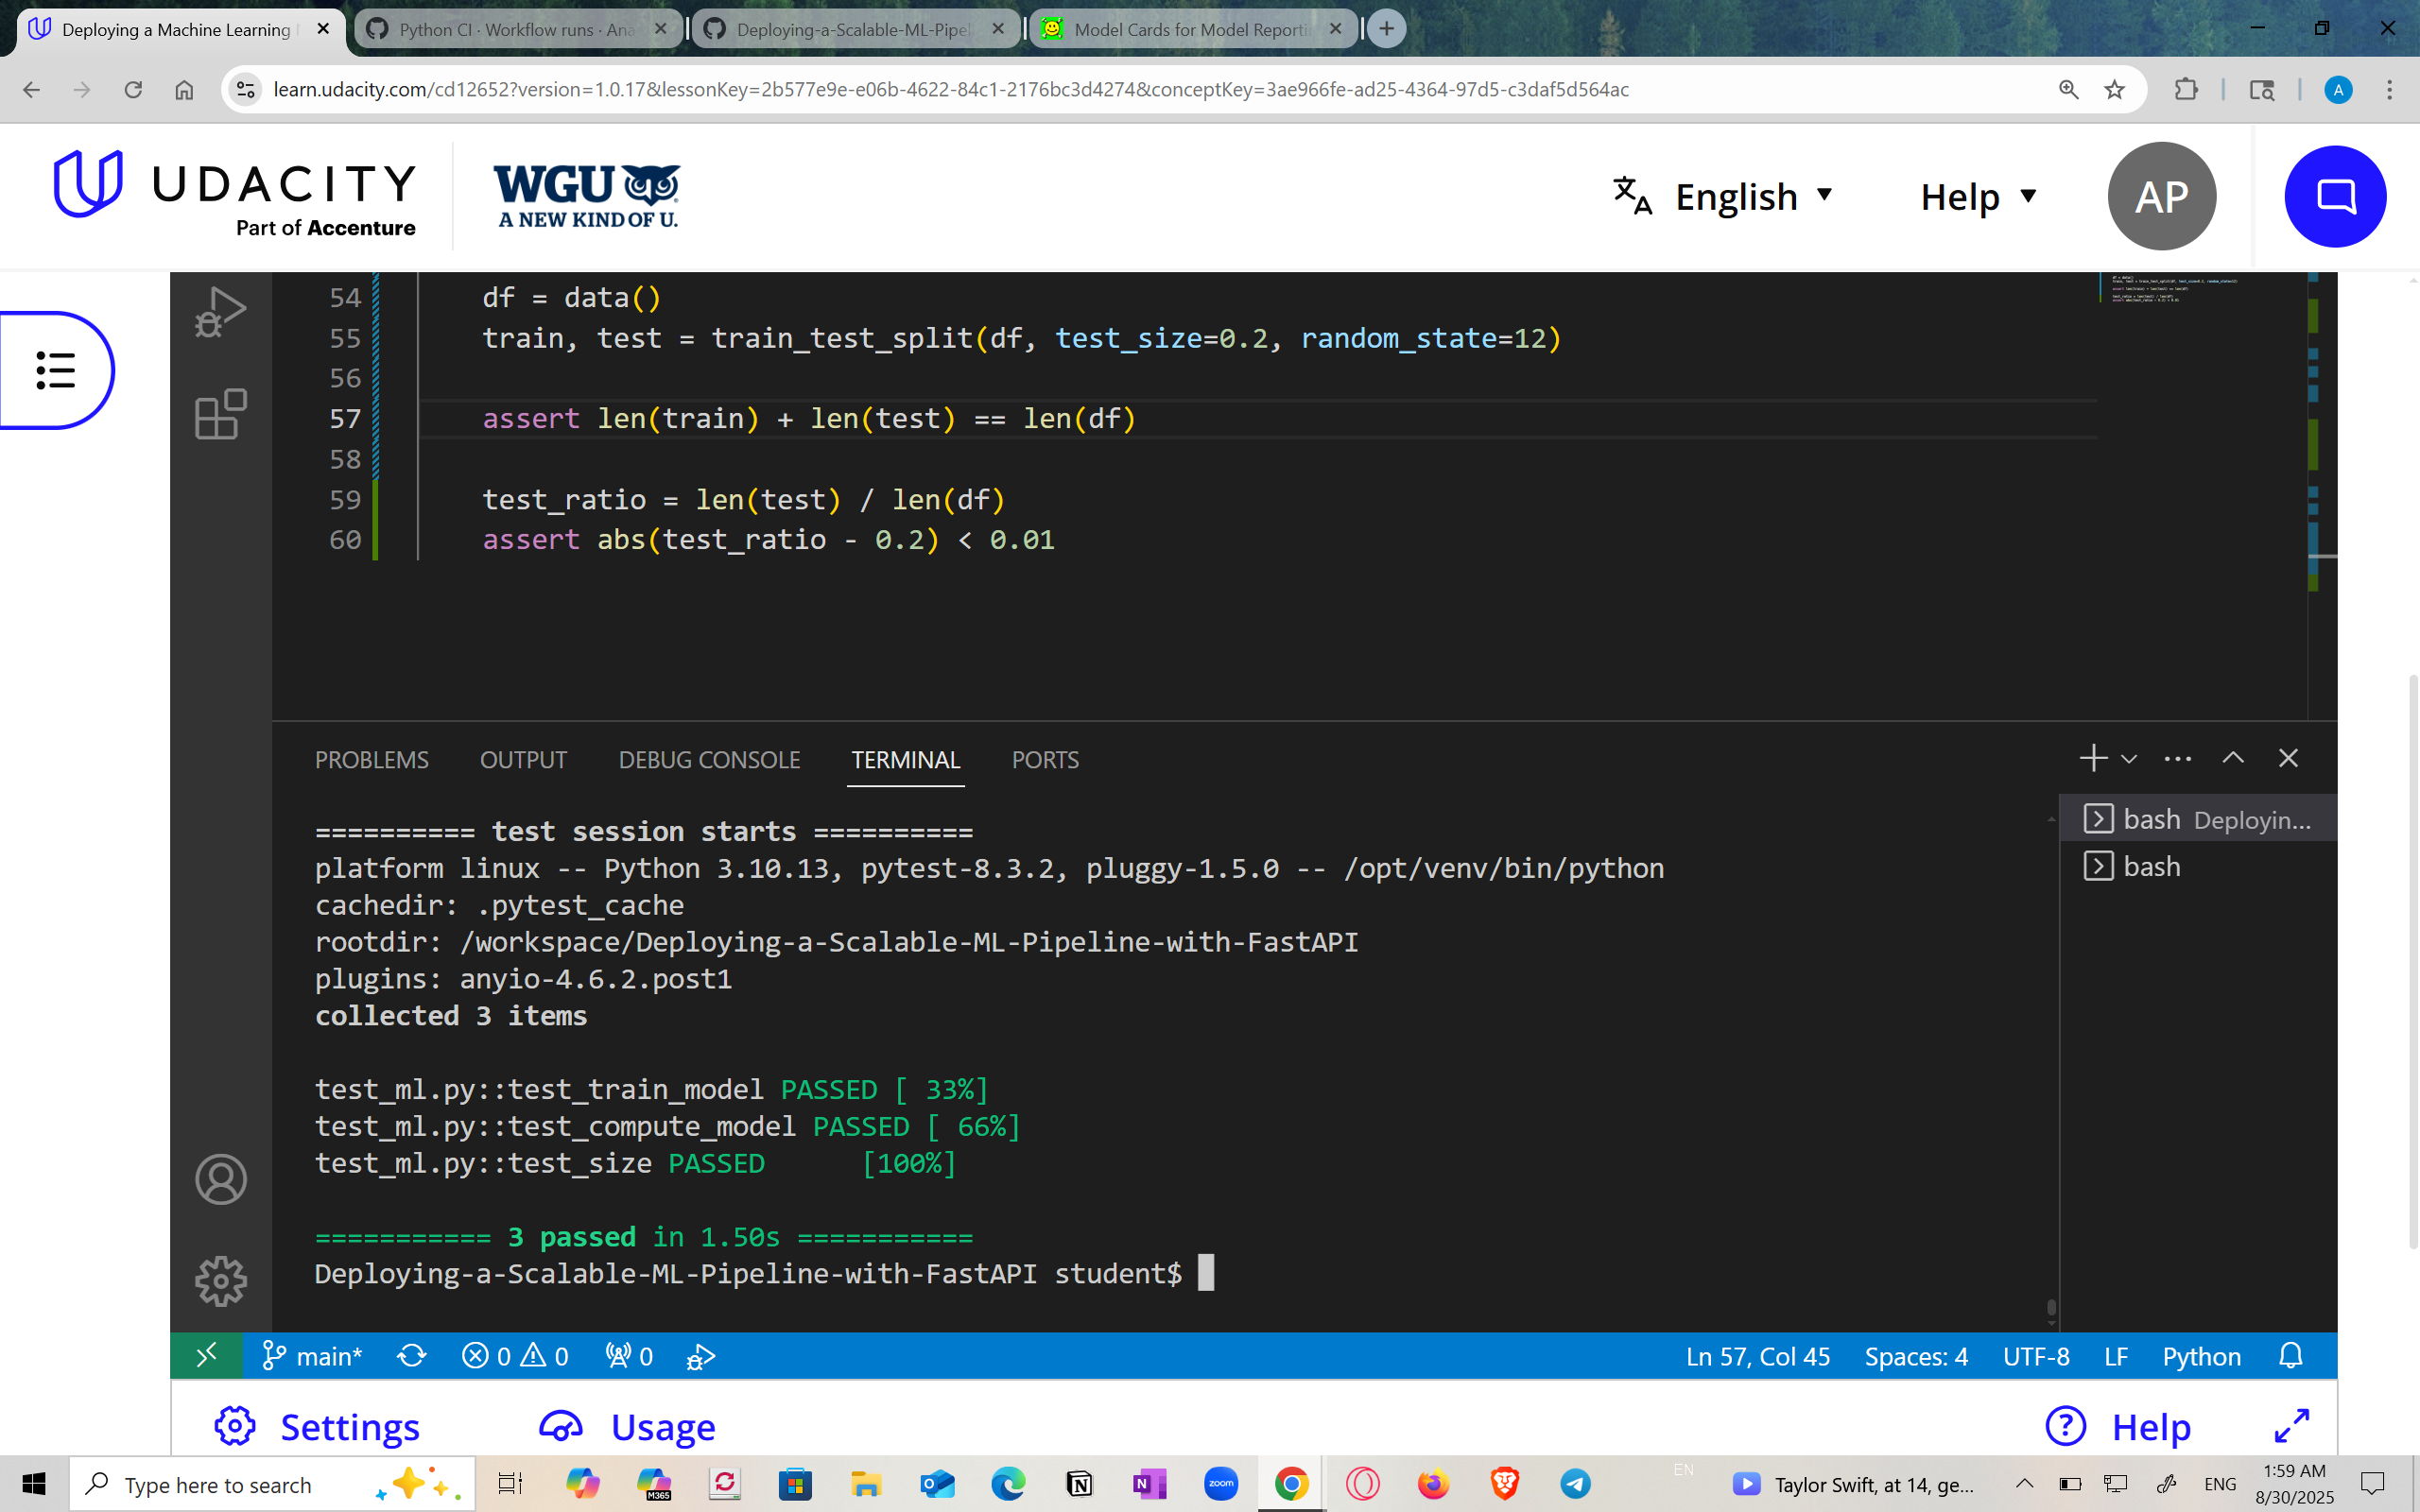 Deploying a Machine Learning
Python CI · Workflow runs · Ana
Deploying-a-Scalable-ML-Pipel
Model Cards for Model Reporti
learn.udacity.com/cd12652?version=1.0.17&lessonKey=2b577e9e-e06b-4622-84c1-2176bc3d4274&conceptKey=3ae966fe-ad25-4364-97d5-c3daf5d564ac
A
UDACITY
Part of Accenture
WGU
A NEW KIND OF U.
English
Help
AP
54 df = data()
55 train, test = train_test_split(df, test_size=0.2, random_state=12)
56
57 assert len(train) + len(test) == len(df)
58
59 test_ratio = len(test) / len(df)
60 assert abs(test_ratio - 0.2) < 0.01
PROBLEMS OUTPUT DEBUG CONSOLE TERMINAL PORTS
bash Deployin...
bash
========== test session starts ==========
platform linux -- Python 3.10.13, pytest-8.3.2, pluggy-1.5.0 -- /opt/venv/bin/python
cachedir: .pytest_cache
rootdir: /workspace/Deploying-a-Scalable-ML-Pipeline-with-FastAPI
plugins: anyio-4.6.2.post1
collected 3 items
test_ml.py::test_train_model PASSED [ 33%]
test_ml.py::test_compute_model PASSED [ 66%]
test_ml.py::test_size PASSED [100%]
=========== 3 passed in 1.50s ===========
Deploying-a-Scalable-ML-Pipeline-with-FastAPI student$
main* 0 0 0 Ln 57, Col 45 Spaces: 4 UTF-8 LF Python
Settings Usage Help
Type here to search
M365
zoom
EN
Taylor Swift, at 14, ge...
ENG
1:59 AM
8/30/2025